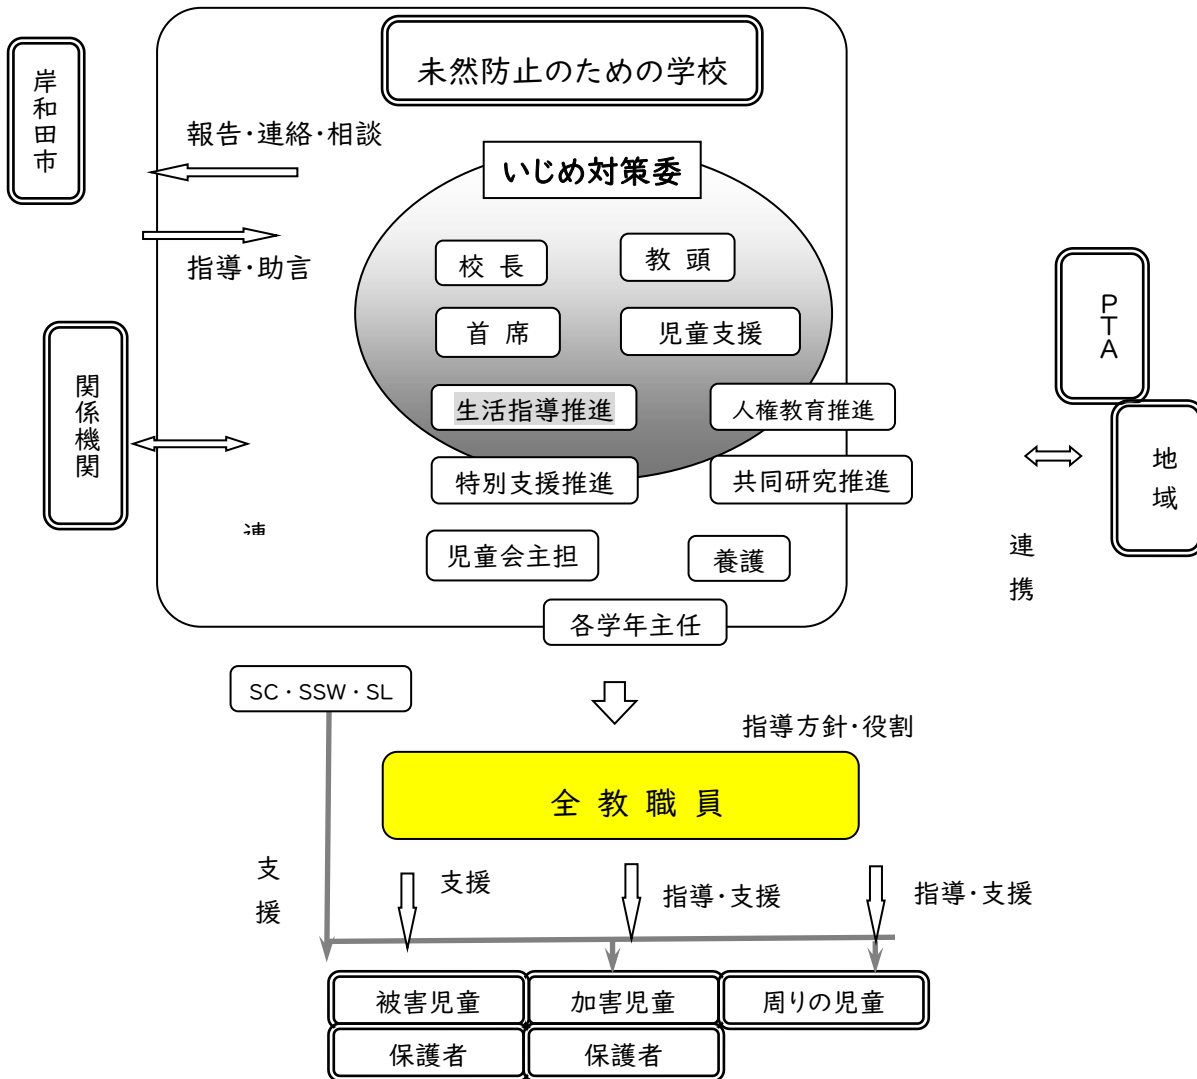 未然防止のための学校
岸和田市
報告・連絡・相談
いじめ対策委
指導・助言
校 長
教 頭
首 席
児童支援
PTA
関係機関
生活指導推進
人権教育推進
地域
特別支援推進
共同研究推進
連携
児童会主担
養護
各学年主任
SC・SSW・SL
指導方針・役割
全 教 職 員
支援
支援
指導・支援
指導・支援
被害児童
加害児童
周りの児童
保護者
保護者